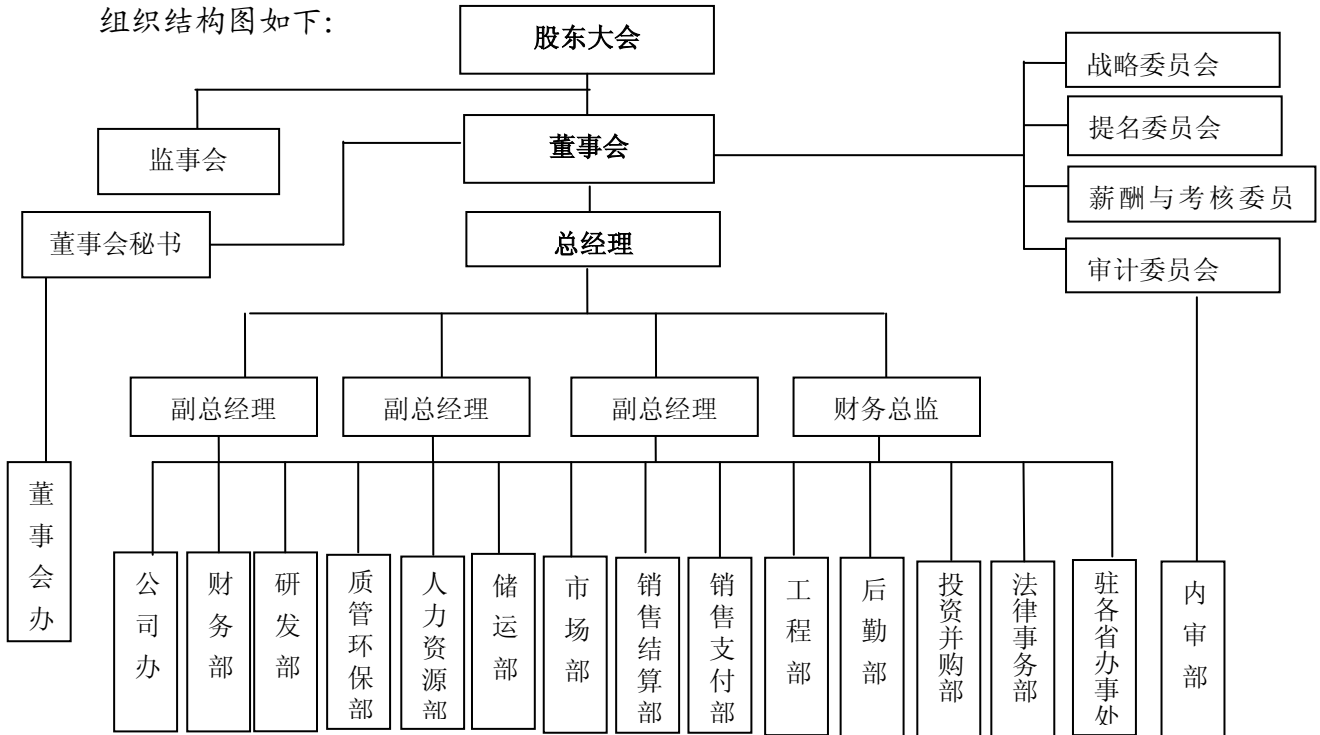 组织结构图如下：
股东大会
战略委员会
提名委员会
监事会
董事会
薪酬与考核委员
董事会秘书
总经理
审计委员会
副总经理
副总经理
副总经理
财务总监
董事会办
公司办
财务部
研发部
质管环保部
人力资源部
储运部
市场部
销售结算部
销售支付部
工程部
后勤部
投资并购部
法律事务部
驻各省办事处
内审部